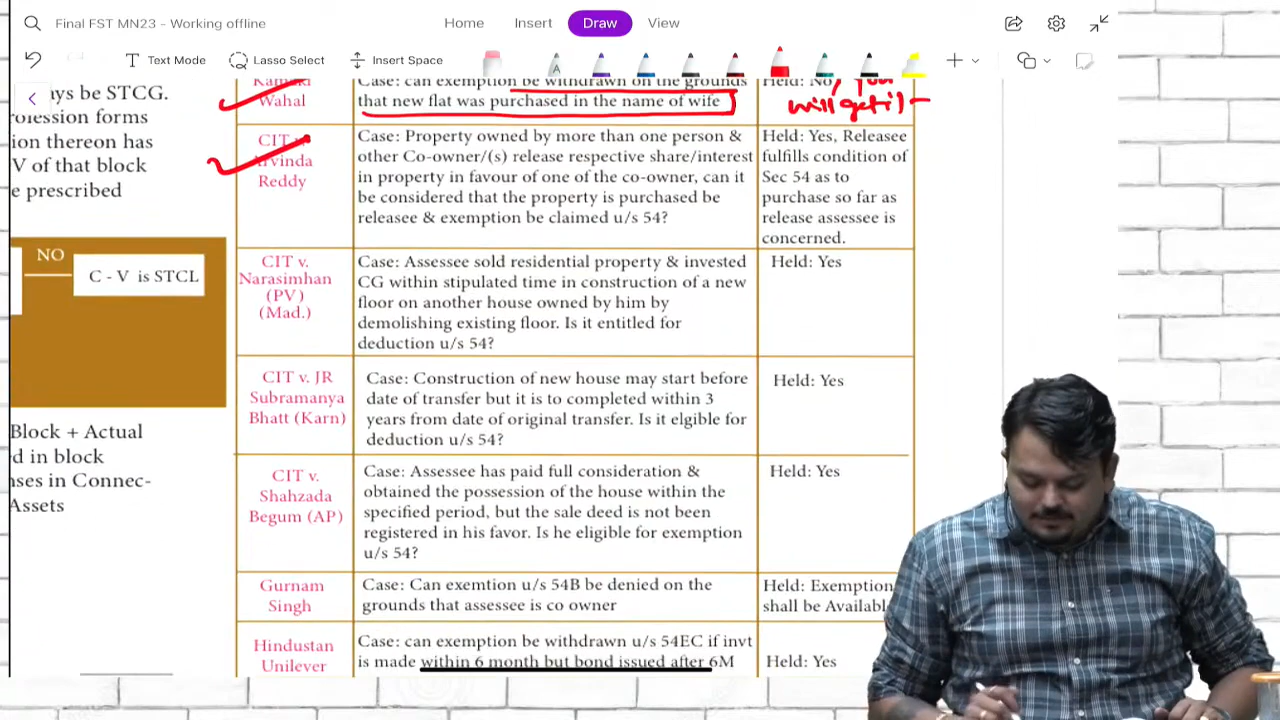 Final FST MN23 - Working offline
Home
Insert
Draw
View
Text Mode
Lasso Select
Insert Space
ays be STCG.
ofession forms
ion thereon has
V of that block
e prescribed
NO
C - V is STCL
Block + Actual
d in block
nses in Connec-
Assets
Wahal
Case: can exemption be withdrawn on the grounds
that new flat was purchased in the name of wife
Held: No, you
will get it
CIT v.
Arvinda
Reddy
Case: Property owned by more than one person &
other Co-owner/(s) release respective share/interest
in property in favour of one of the co-owner, can it
be considered that the property is purchased be
releasee & exemption be claimed u/s 54?
Held: Yes, Releasee
fulfills condition of
Sec 54 as to
purchase so far as
release assessee is
concerned.
CIT v.
Narasimhan
(PV)
(Mad.)
Case: Assessee sold residential property & invested
CG within stipulated time in construction of a new
floor on another house owned by him by
demolishing existing floor. Is it entitled for
deduction u/s 54?
Held: Yes
CIT v. JR
Subramanya
Bhatt (Karn)
Case: Construction of new house may start before
date of transfer but it is to completed within 3
years from date of original transfer. Is it elgible for
deduction u/s 54?
Held: Yes
CIT v.
Shahzada
Begum (AP)
Case: Assessee has paid full consideration &
obtained the possession of the house within the
specified period, but the sale deed is not been
registered in his favor. Is he eligible for exemption
u/s 54?
Held: Yes
Gurnam
Singh
Case: Can exemtion u/s 54B be denied on the
grounds that assessee is co owner
Held: Exemption
shall be Availabl
Hindustan
Unilever
Case: can exemption be withdrawn u/s 54EC if invt
is made within 6 month but bond issued after 6M
Held: Yes